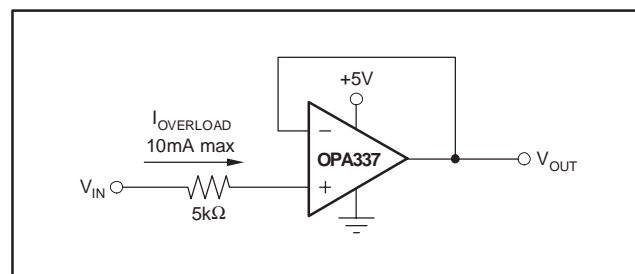 +5V
I_OVERLOAD
10mA max
−
OPA337
+
V_IN
5kΩ
V_OUT